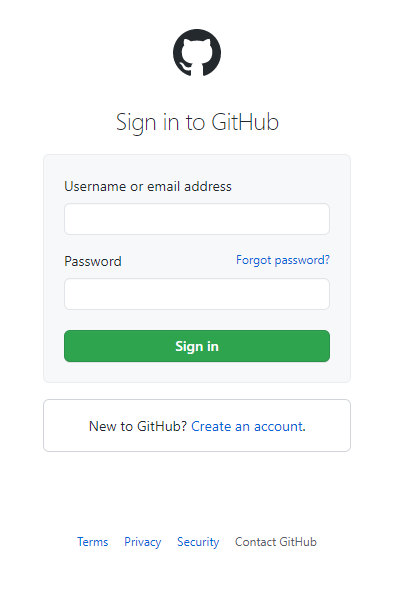 Sign in to GitHub
Username or email address
Password Forgot password?
Sign in
New to GitHub? Create an account.
Terms Privacy Security Contact GitHub